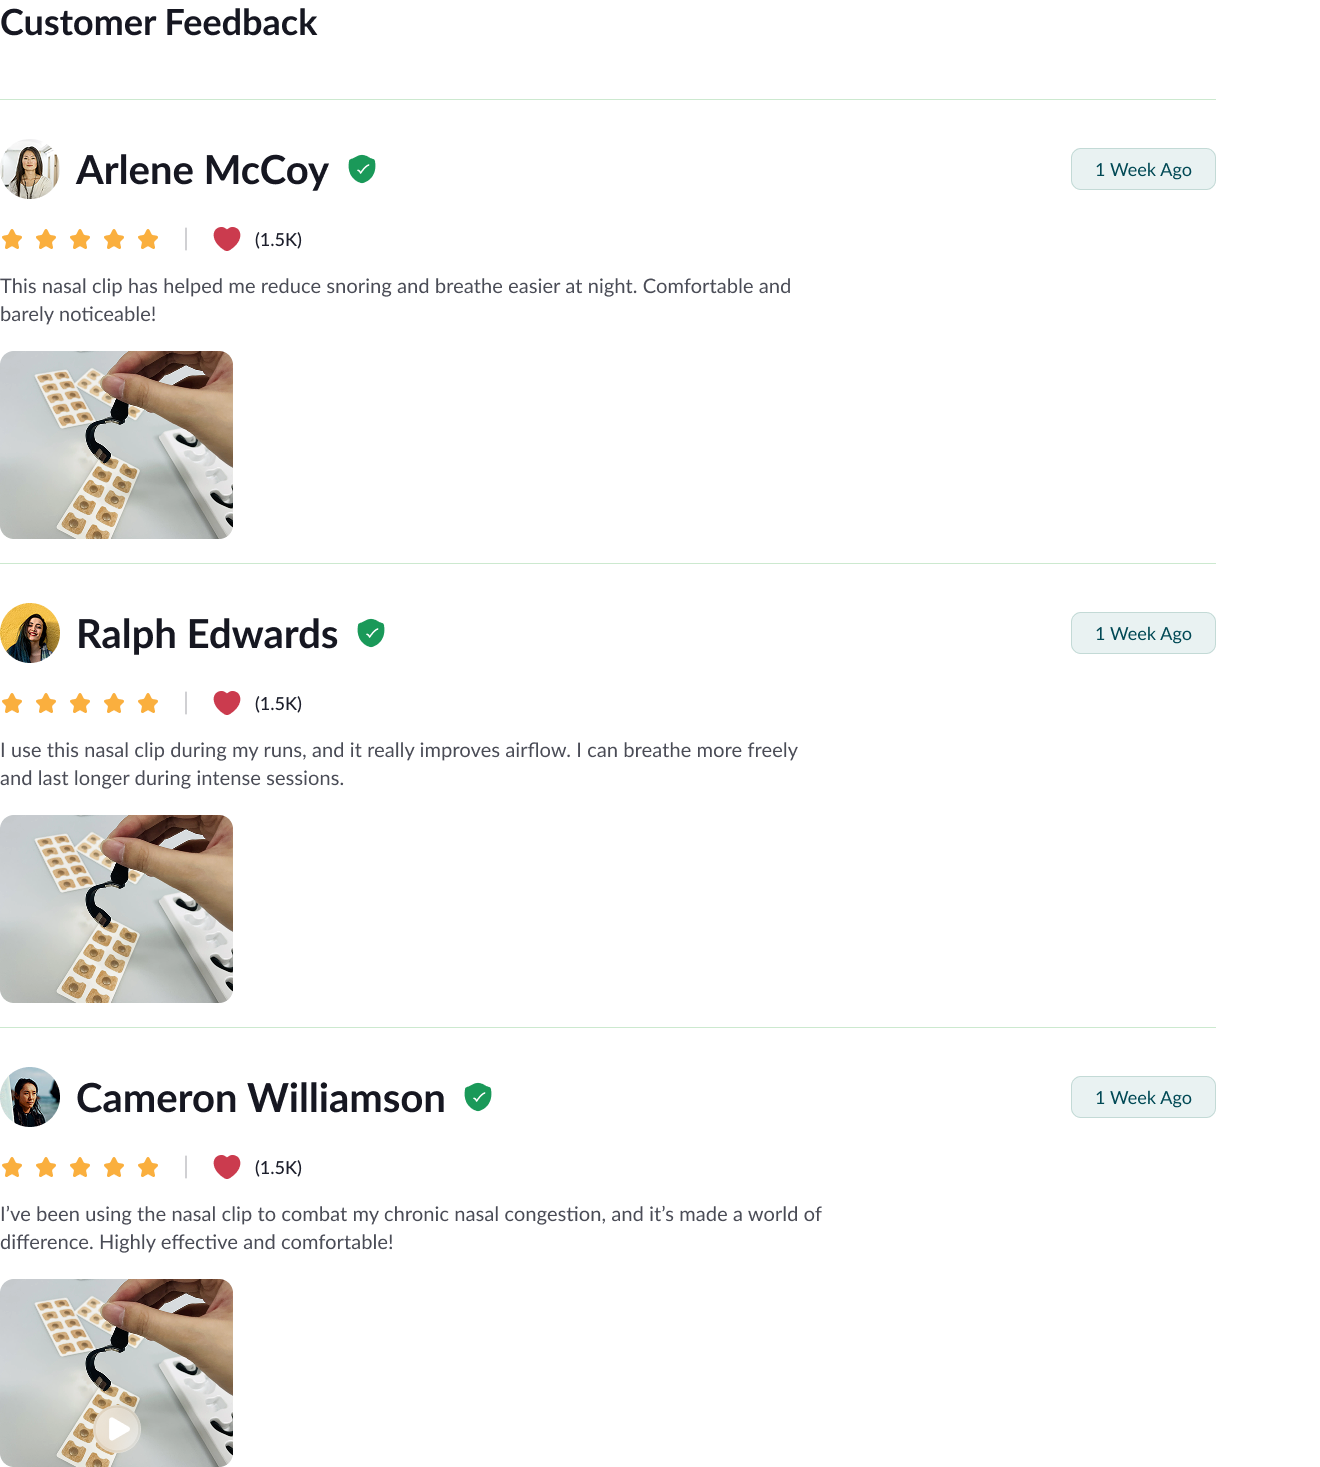 Customer Feedback
Arlene McCoy
1 Week Ago
(1.5K)
This nasal clip has helped me reduce snoring and breathe easier at night. Comfortable and
barely noticeable!
Ralph Edwards
1 Week Ago
(1.5K)
I use this nasal clip during my runs, and it really improves airflow. I can breathe more freely
and last longer during intense sessions.
Cameron Williamson
1 Week Ago
(1.5K)
I’ve been using the nasal clip to combat my chronic nasal congestion, and it’s made a world of
difference. Highly effective and comfortable!